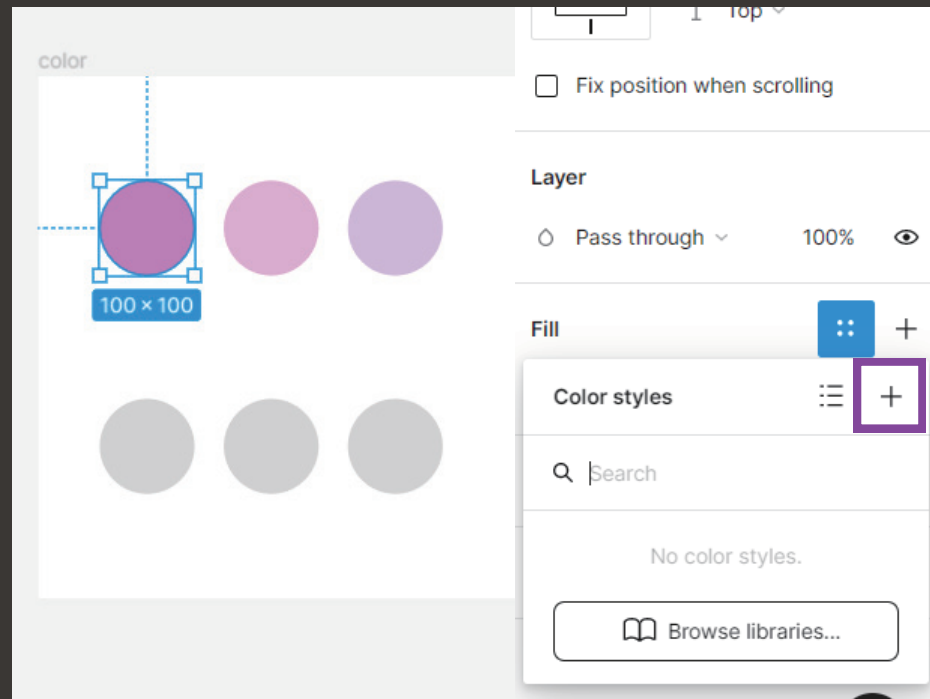 Top
color
Fix position when scrolling
Layer
Pass through 100%
100 × 100
Fill
Color styles
Search
No color styles.
Browse libraries...